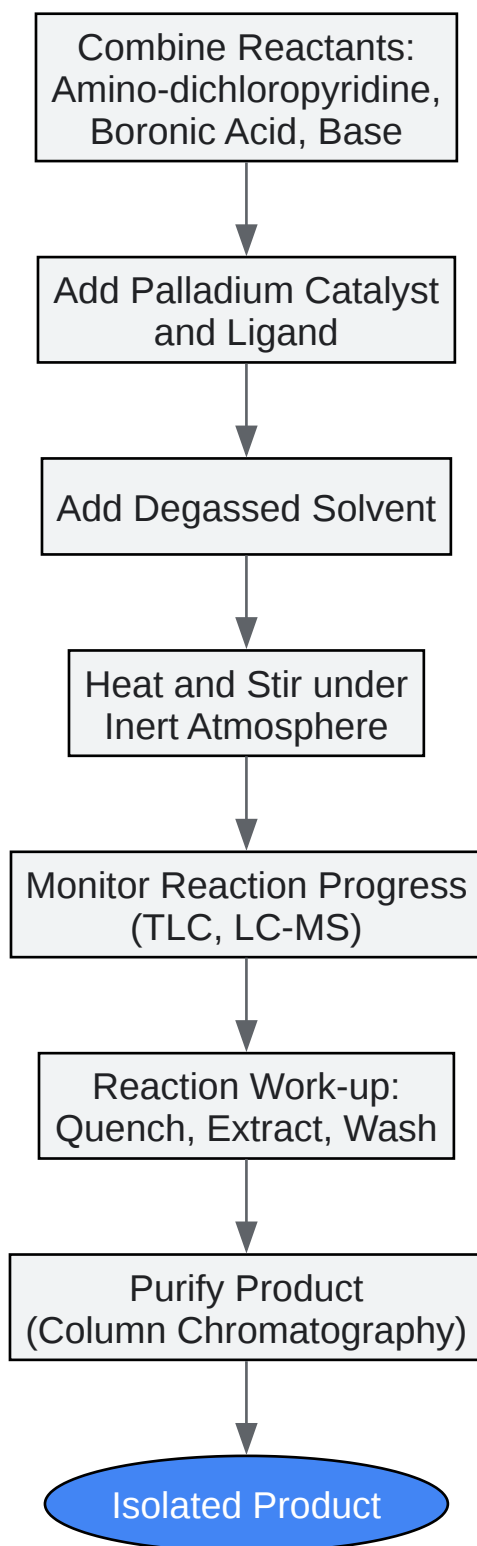 Combine Reactants:
Amino-dichloropyridine,
Boronic Acid, Base
Add Palladium Catalyst
and Ligand
Add Degassed Solvent
Heat and Stir under
Inert Atmosphere
Monitor Reaction Progress
(TLC, LC-MS)
Reaction Work-up:
Quench, Extract, Wash
Purify Product
(Column Chromatography)
Isolated Product